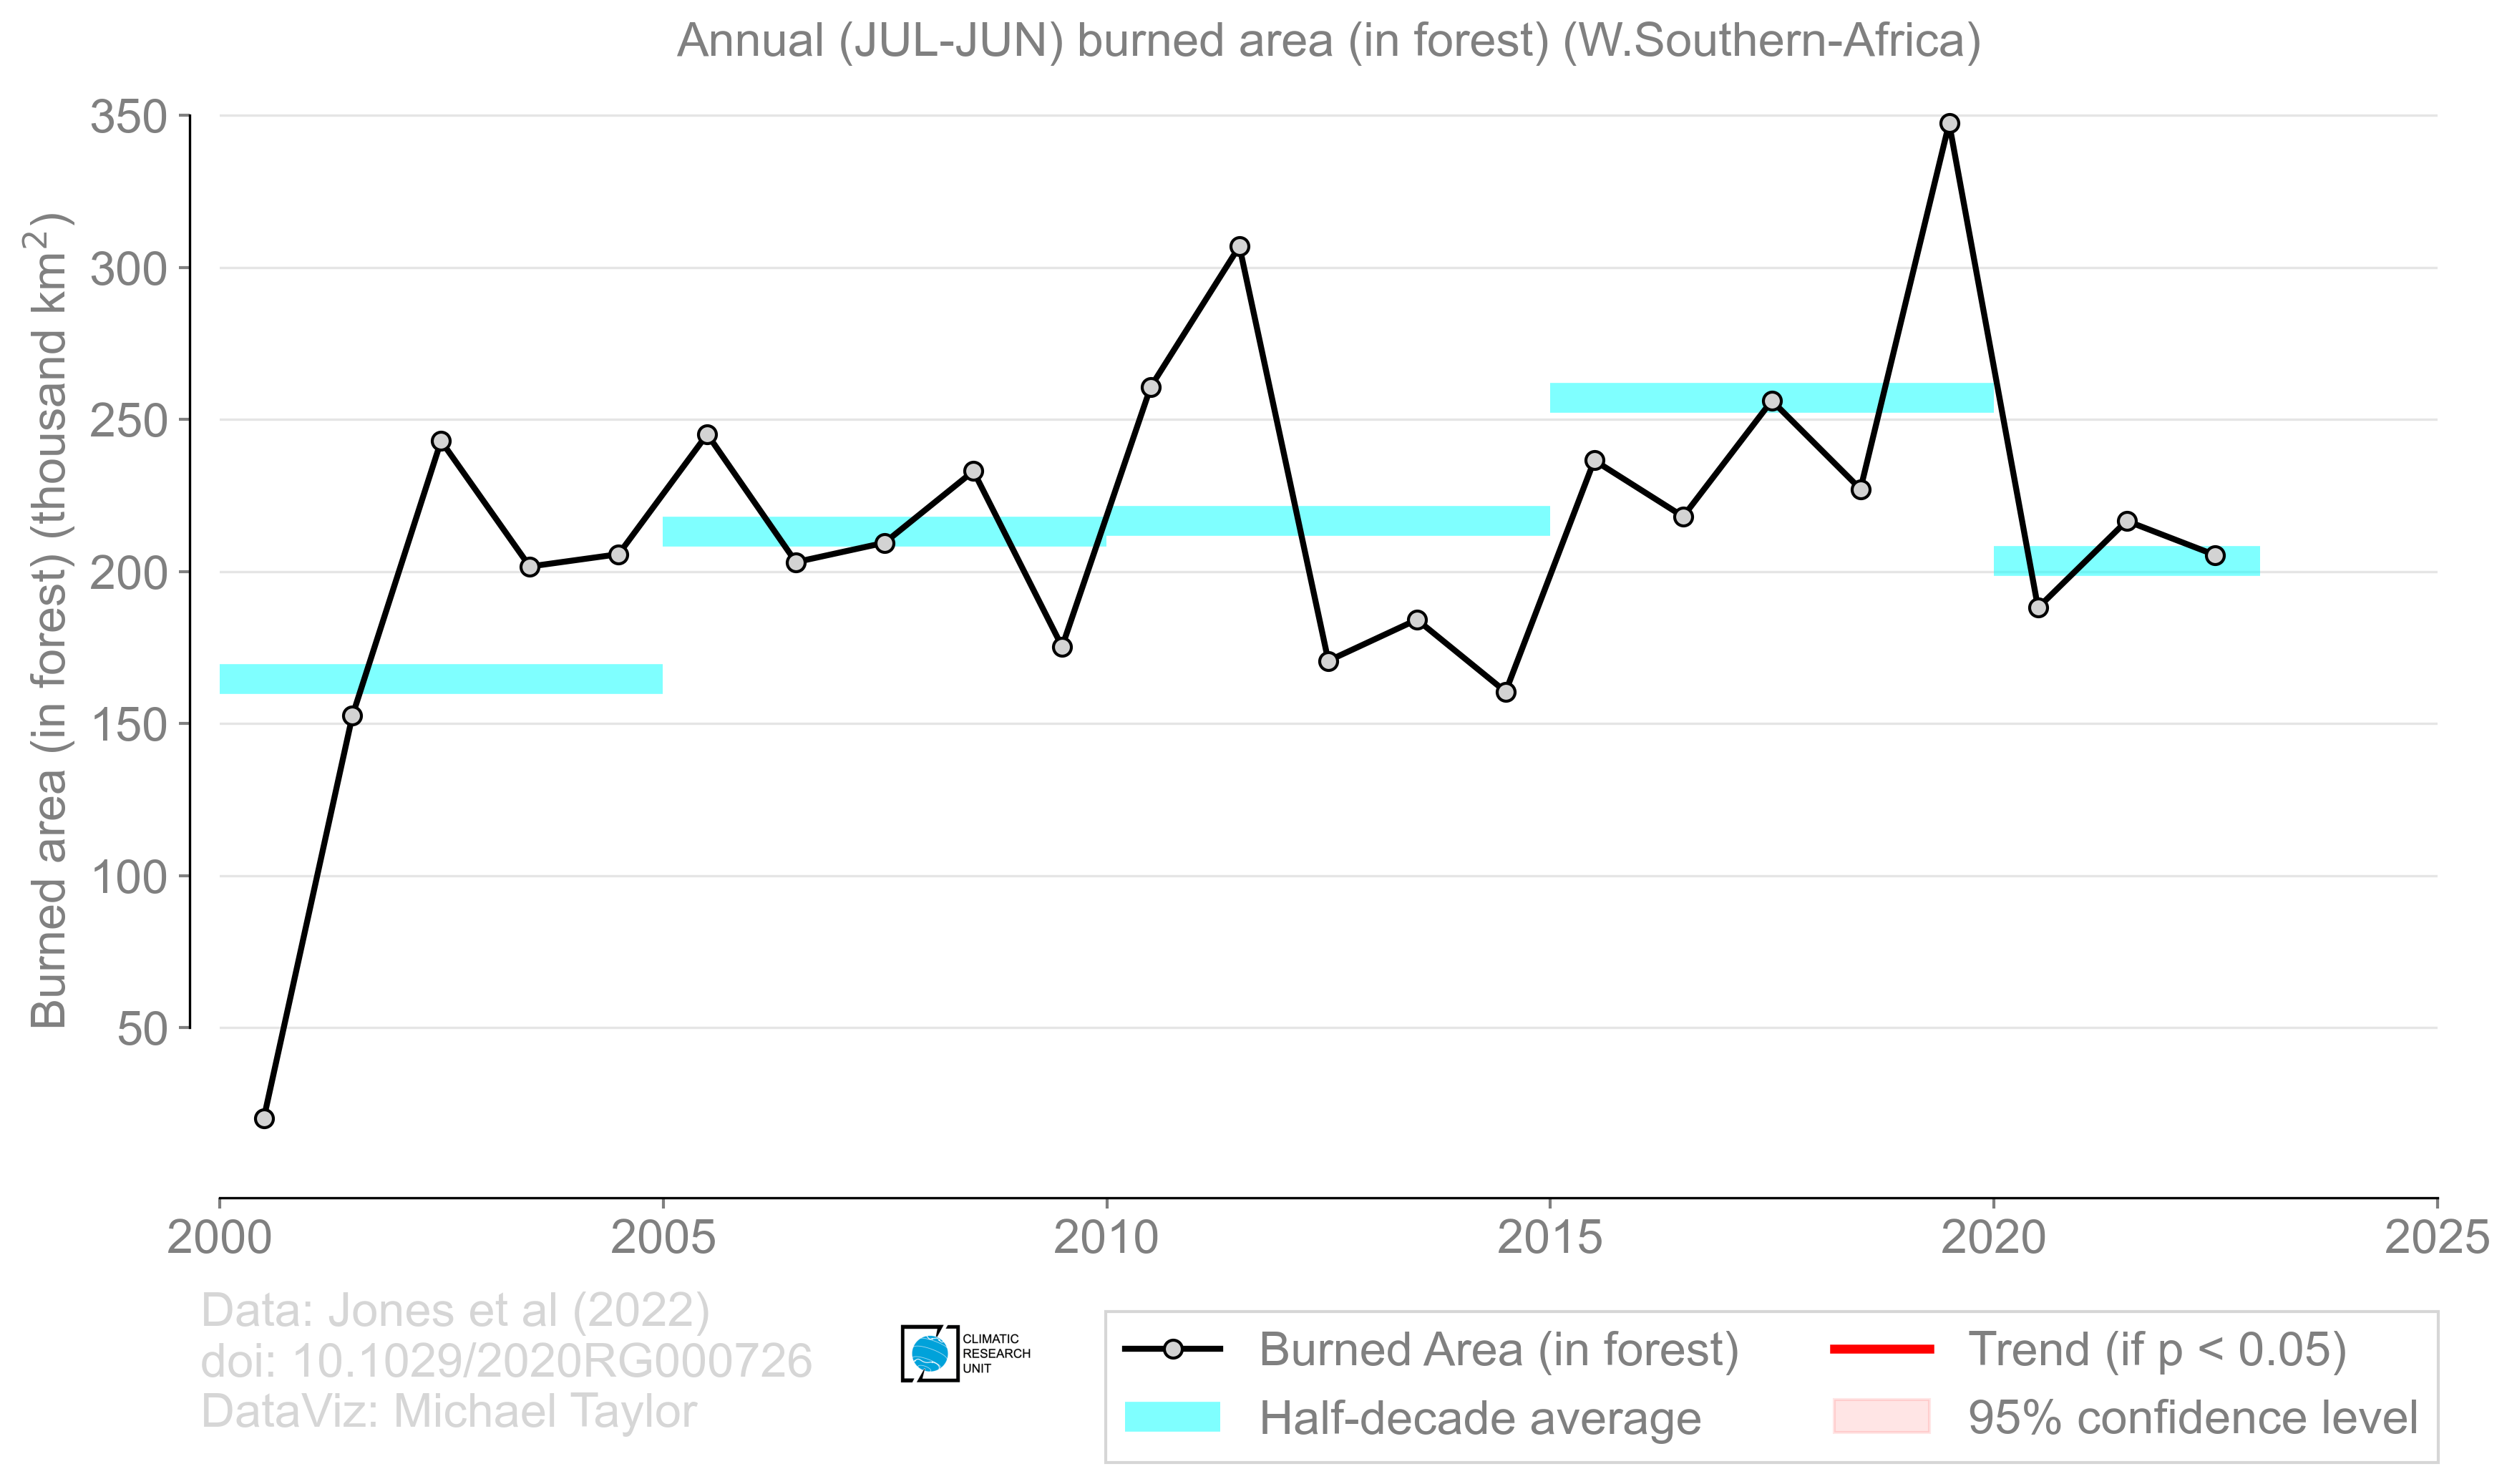 Annual (JUL-JUN) burned area (in forest) (W.Southern-Africa)
Burned area (in forest) (thousand km²)
350
300
250
200
150
100
50
2000 2005 2010 2015 2020 2025
Data: Jones et al (2022)
doi: 10.1029/2020RG000726
DataViz: Michael Taylor
CLIMATIC
RESEARCH
UNIT
Burned Area (in forest)
Half-decade average
Trend (if p < 0.05)
95% confidence level